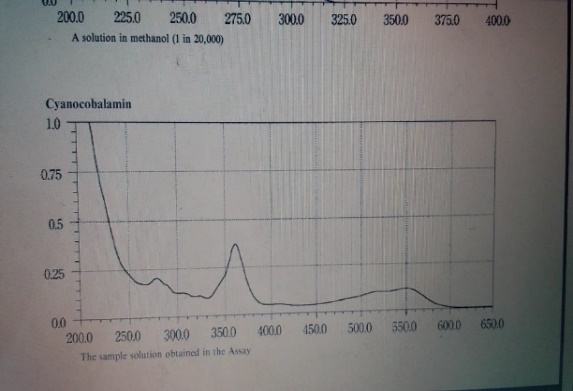 0.0
200.0 225.0 250.0 275.0 300.0 325.0 350.0 375.0 400.0
A solution in methanol (1 in 20,000)
Cyanocobalamin
1.0
0.75
0.5
0.25
0.0
200.0 250.0 300.0 350.0 400.0 450.0 500.0 550.0 600.0 650.0
The sample solution obtained in the Assay